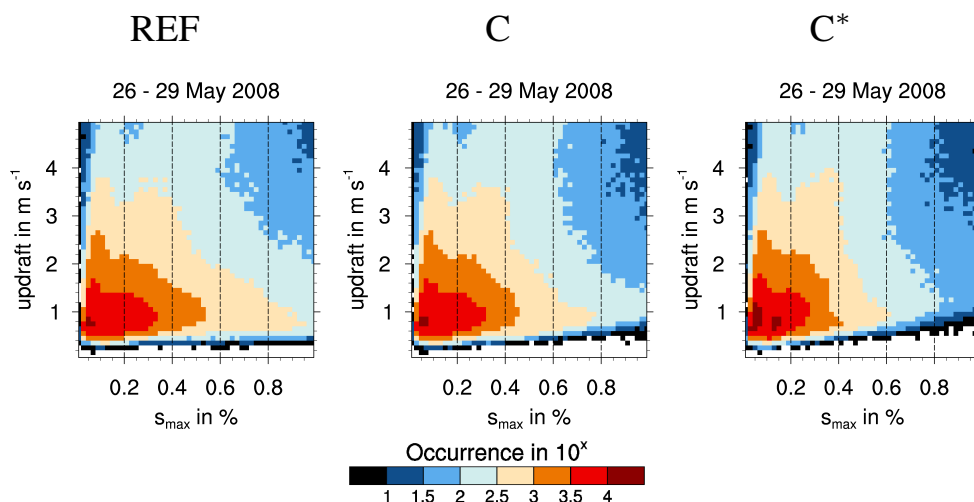 REF C C*
26 - 29 May 2008 26 - 29 May 2008 26 - 29 May 2008
updraft in m s⁻¹ updraft in m s⁻¹ updraft in m s⁻¹
4 4 4
3 3 3
2 2 2
1 1 1
0.2 0.4 0.6 0.8 0.2 0.4 0.6 0.8 0.2 0.4 0.6 0.8
sₘₐₓ in % sₘₐₓ in % sₘₐₓ in %
Occurrence in 10ˣ
1 1.5 2 2.5 3 3.5 4